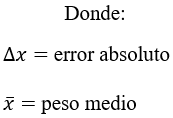 Donde:
Δx = error absoluto
x̄ = peso medio